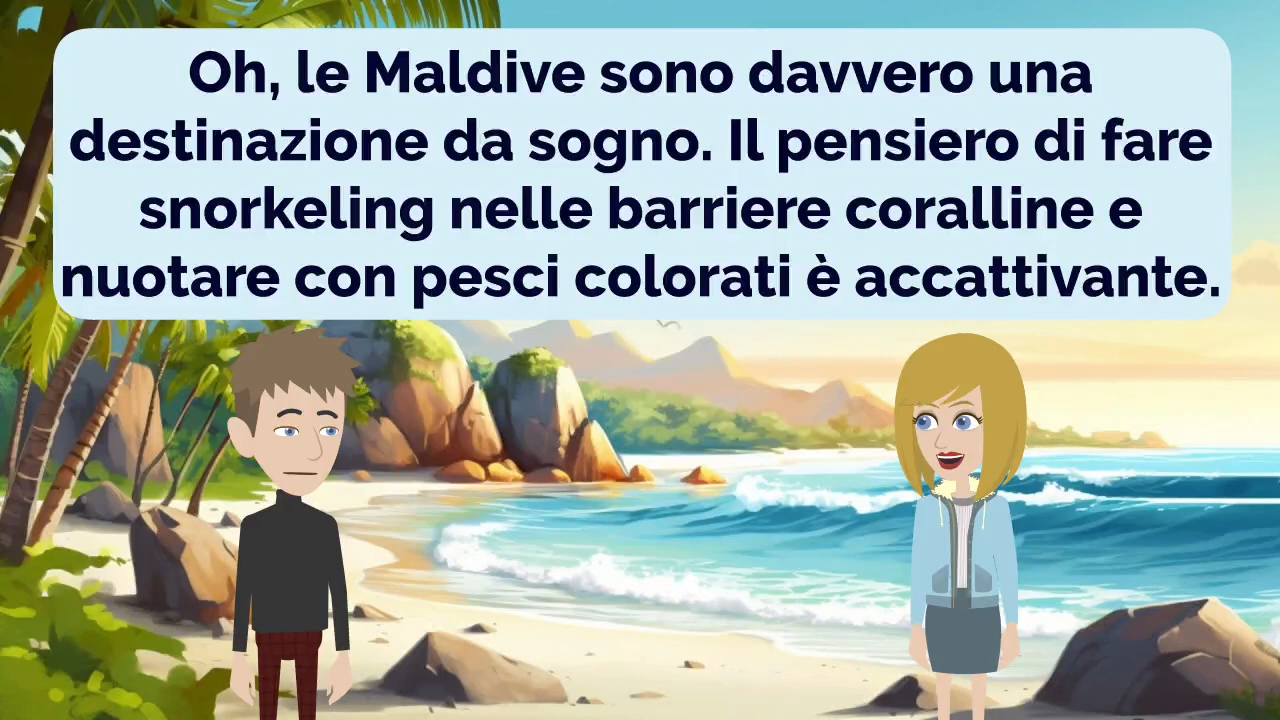 Oh, le Maldive sono davvero una
destinazione da sogno. Il pensiero di fare
snorkeling nelle barriere coralline e
nuotare con pesci colorati è accattivante.